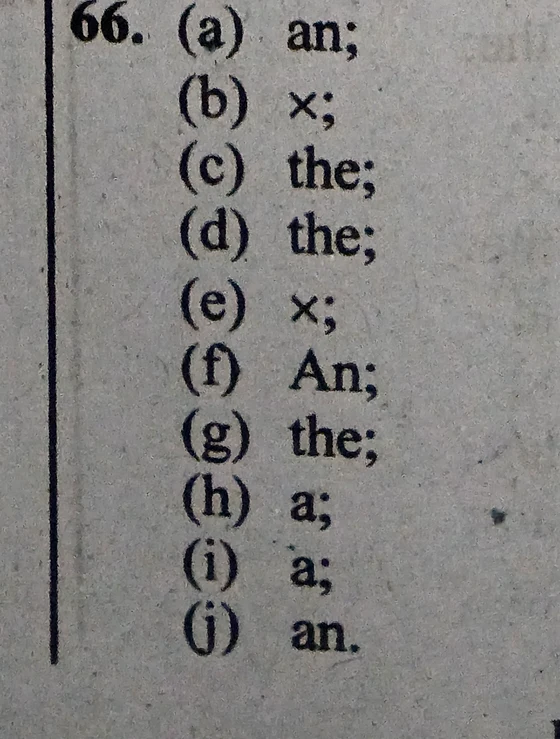 66. (a) an;
(b) ×;
(c) the;
(d) the;
(e) ×;
(f) An;
(g) the;
(h) a;
(i) a;
(j) an.